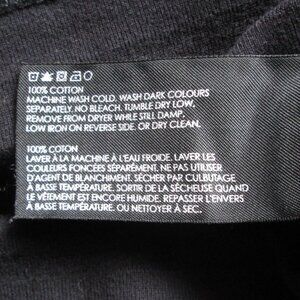 100% COTTON
MACHINE WASH COLD. WASH DARK COLOURS
SEPARATELY. NO BLEACH. TUMBLE DRY LOW.
REMOVE FROM DRYER WHILE STILL DAMP.
LOW IRON ON REVERSE SIDE. OR DRY CLEAN.
100% COTON
LAVER À LA MACHINE À L'EAU FROIDE. LAVER LES
COULEURS FONCÉES SÉPARÉMENT. NE PAS UTILISER
D'AGENT DE BLANCHIMENT. SÉCHER PAR CULBUTAGE
À BASSE TEMPÉRATURE. SORTIR DE LA SÉCHEUSE QUAND
LE VÊTEMENT EST ENCORE HUMIDE. REPASSER L'ENVERS
À BASSE TEMPÉRATURE. OU NETTOYER À SEC.